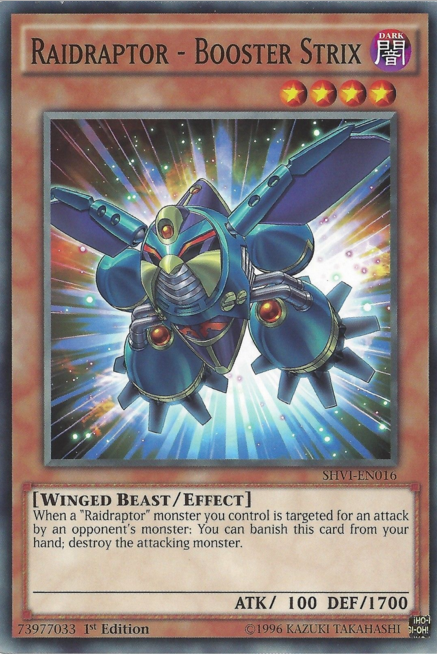 RAIDRAPTOR - BOOSTER STRIX
DARK
闇
SHVI-EN016
[WINGED BEAST/EFFECT]
When a "Raidraptor" monster you control is targeted for an attack
by an opponent's monster: You can banish this card from your
hand; destroy the attacking monster.
ATK/ 100 DEF/1700
73977033 1st Edition ©1996 KAZUKI TAKAHASHI